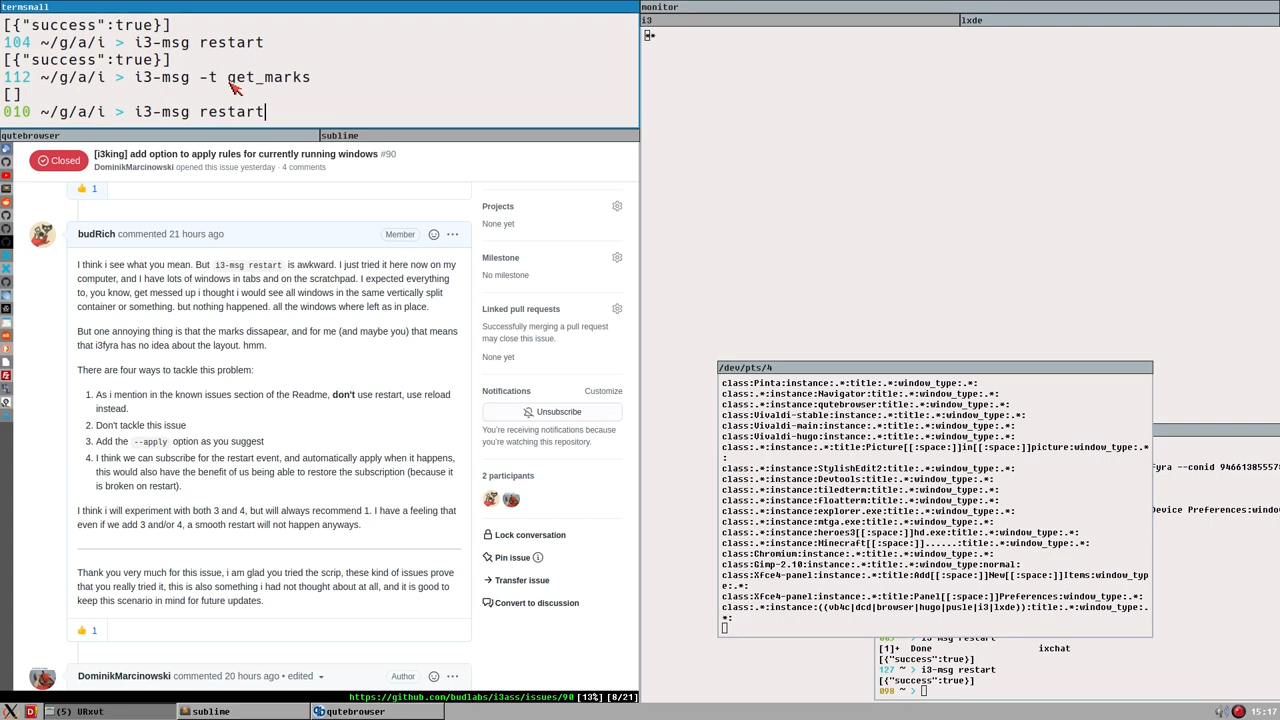 termsmall
[{"success":true}]
104 ~/g/a/i > i3-msg restart
[{"success":true}]
112 ~/g/a/i > i3-msg -t get_marks
[]
010 ~/g/a/i > i3-msg restart
qutebrowser
sublime
Closed
[i3king] add option to apply rules for currently running windows #90
DominikMarcinowski opened this issue yesterday · 4 comments
1
budRich commented 21 hours ago
Member
I think i see what you mean. But i3-msg restart is awkward. I just tried it here now on my
computer, and I have lots of windows in tabs and on the scratchpad. I expected everything
to, you know, get messed up i thought i would see all windows in the same vertically split
container or something. but nothing happened. all the windows where left as in place.
But one annoying thing is that the marks dissapear, and for me (and maybe you) that means
that i3fyra has no idea about the layout. hmm.
There are four ways to tackle this problem:
1. As i mention in the known issues section of the Readme, don't use restart, use reload
instead.
2. Don't tackle this issue
3. Add the --apply option as you suggest
4. I think we can subscribe for the restart event, and automatically apply when it happens,
this would also have the benefit of us being able to restore the subscription (because it
is broken on restart).
I think i will experiment with both 3 and 4, but will always recommend 1. I have a feeling that
even if we add 3 and/or 4, a smooth restart will not happen anyways.
Thank you very much for this issue, i am glad you tried the scrip, these kind of issues prove
that you really tried it, this is also something i had not thought about at all, and it is good to
keep this scenario in mind for future updates.
1
DominikMarcinowski commented 20 hours ago • edited
Author
Projects
None yet
Milestone
No milestone
Linked pull requests
Successfully merging a pull request
may close this issue.
None yet
Notifications
Customize
Unsubscribe
You're receiving notifications because
you're watching this repository.
2 participants
Lock conversation
Pin issue
Transfer issue
Convert to discussion
https://github.com/budlabs/i3ass/issues/90 [13%] [8/21]
monitor
i3
lxde
/dev/pts/4
class:Pinta:instance:.*:title:.*:window_type:.*:
class:.*:instance:Navigator:title:.*:window_type:.*:
class:.*:instance:qutebrowser:title:.*:window_type:.*:
class:.*:instance:Vivaldi-stable:instance:.*:title:.*:window_type:.*:
class:Vivaldi-main:instance:.*:title:.*:window_type:.*:
class:Vivaldi-hugo:instance:.*:title:.*:window_type:.*:
class:.*:instance:.*:title:Picture[[:space:]]in[[:space:]]picture:window_type:.*
:
class:.*:instance:StylishEdit2:title:.*:window_type:.*:
class:.*:instance:Devtools:title:.*:window_type:.*:
class:.*:instance:tiledterm:title:.*:window_type:.*:
class:.*:instance:floatterm:title:.*:window_type:.*:
class:.*:instance:explorer.exe:title:.*:window_type:.*:
class:.*:instance:mtga.exe:title:.*:window_type:.*:
class:.*:instance:heroes3[[:space:]]hd.exe:title:.*:window_type:.*:
class:.*:instance:Minecraft[[:space:]]......:title:.*:window_type:.*:
class:Chromium:instance:.*:title:.*:window_type:.*:
class:Gimp-2.10:instance:.*:title:.*:window_type:normal:
class:Xfce4-panel:instance:.*:title:Add[[:space:]]New[[:space:]]Items:window_typ
e:.*:
class:Xfce4-panel:instance:.*:title:Panel[[:space:]]Preferences:window_type:.*:
class:.*:instance:((vb4c|dcd|browser|hugo|pusle|i3|lxde)):title:.*:window_type:.
*:
fyra --conid 9466138555
Device Preferences:window
> i3-msg restart
[1]+ Done ixchat
[{"success":true}]
127 ~ > i3-msg restart
[{"success":true}]
098 ~ >
(5) URxvt
sublime
qutebrowser
15:17